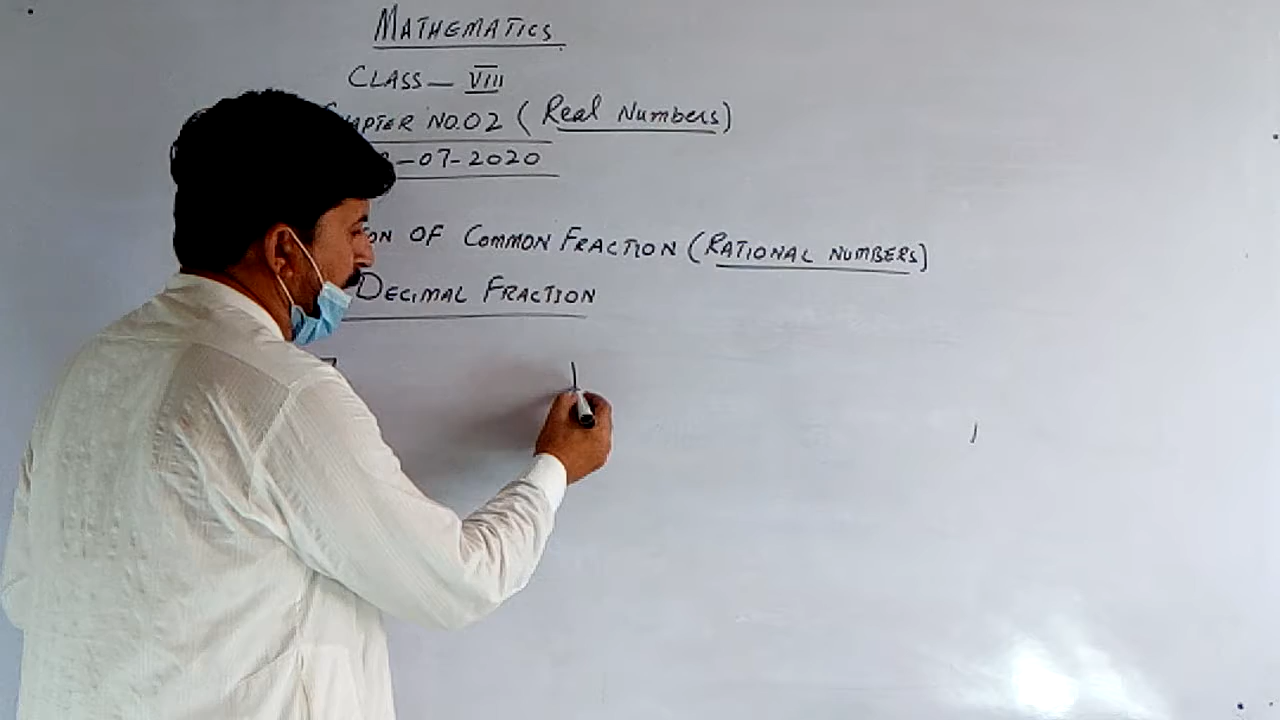 MATHEMATICS
CLASS — VIII
CHAPTER NO.02 (Real Numbers)
-07-2020
OF COMMON FRACTION (RATIONAL NUMBERS)
DECIMAL FRACTION